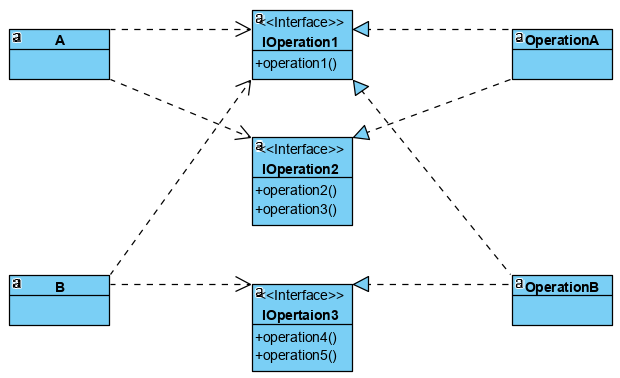 a
A
a
<<Interface>>
IOperation1
+operation1()
a
OperationA
a
<<Interface>>
IOperation2
+operation2()
+operation3()
a
B
a
<<Interface>>
IOpertaion3
+operation4()
+operation5()
a
OperationB